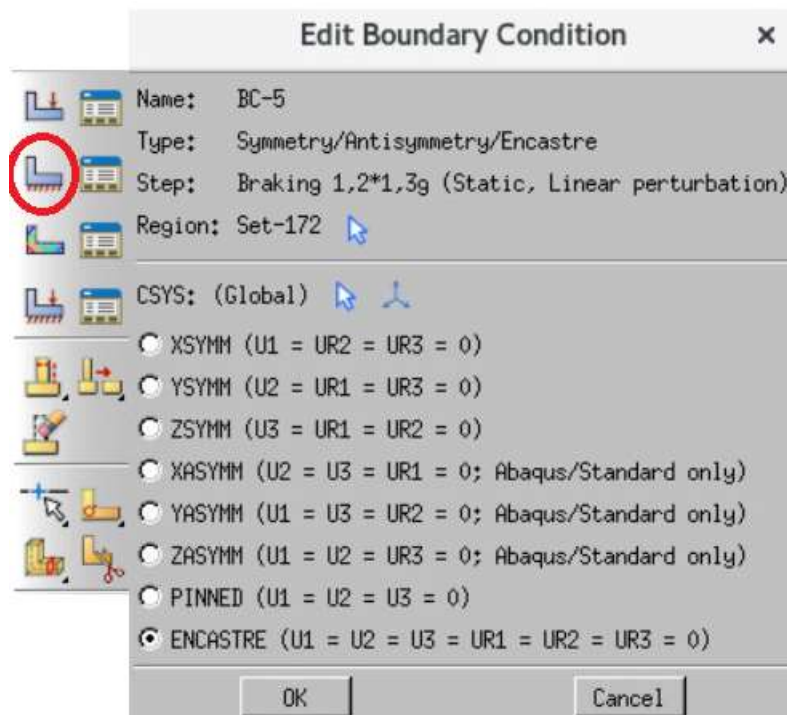 Edit Boundary Condition ×
Name: BC-5
Type: Symmetry/Antisymmetry/Encastre
Step: Braking 1,2*1,3g (Static, Linear perturbation)
Region: Set-172
CSYS: (Global)
XSYMM (U1 = UR2 = UR3 = 0)
YSYMM (U2 = UR1 = UR3 = 0)
ZSYMM (U3 = UR1 = UR2 = 0)
XASYMM (U2 = U3 = UR1 = 0; Abaqus/Standard only)
YASYMM (U1 = U3 = UR2 = 0; Abaqus/Standard only)
ZASYMM (U1 = U2 = UR3 = 0; Abaqus/Standard only)
PINNED (U1 = U2 = U3 = 0)
ENCASTRE (U1 = U2 = U3 = UR1 = UR2 = UR3 = 0)
OK Cancel